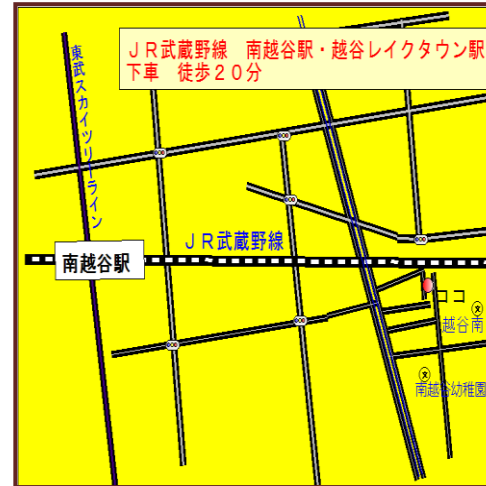 JR武蔵野線 南越谷駅・越谷レイクタウン駅
下車 徒歩20分
東武スカイツリーライン
JR武蔵野線
南越谷駅
ココ
文
越谷南
文
南越谷幼稚園